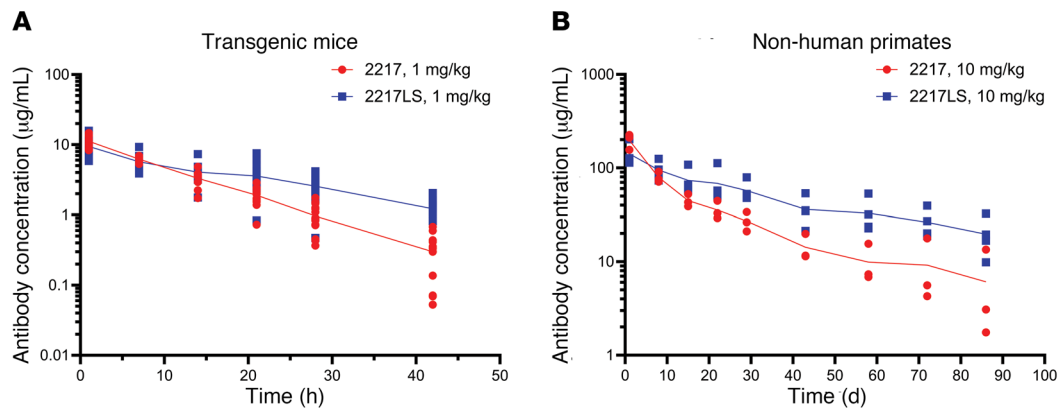 A
Transgenic mice
2217, 1 mg/kg
2217LS, 1 mg/kg
Antibody concentration (µg/mL)
100
10
1
0.1
0.01
0 10 20 30 40 50
Time (h)
B
Non-human primates
2217, 10 mg/kg
2217LS, 10 mg/kg
Antibody concentration (µg/mL)
1000
100
10
1
0 10 20 30 40 50 60 70 80 90 100
Time (d)